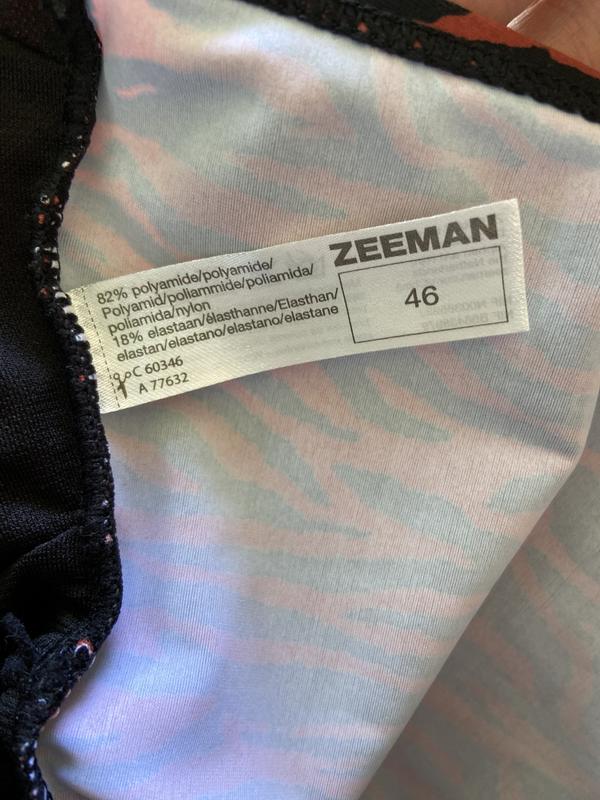 ZEEMAN
46
82% polyamide/polyamide/
Polyamid/poliammide/poliamida/
poliamida/nylon
18% elastaan/élasthanne/Elasthan/
elastan/elastano/elastano/elastane
C 60346
A 77632